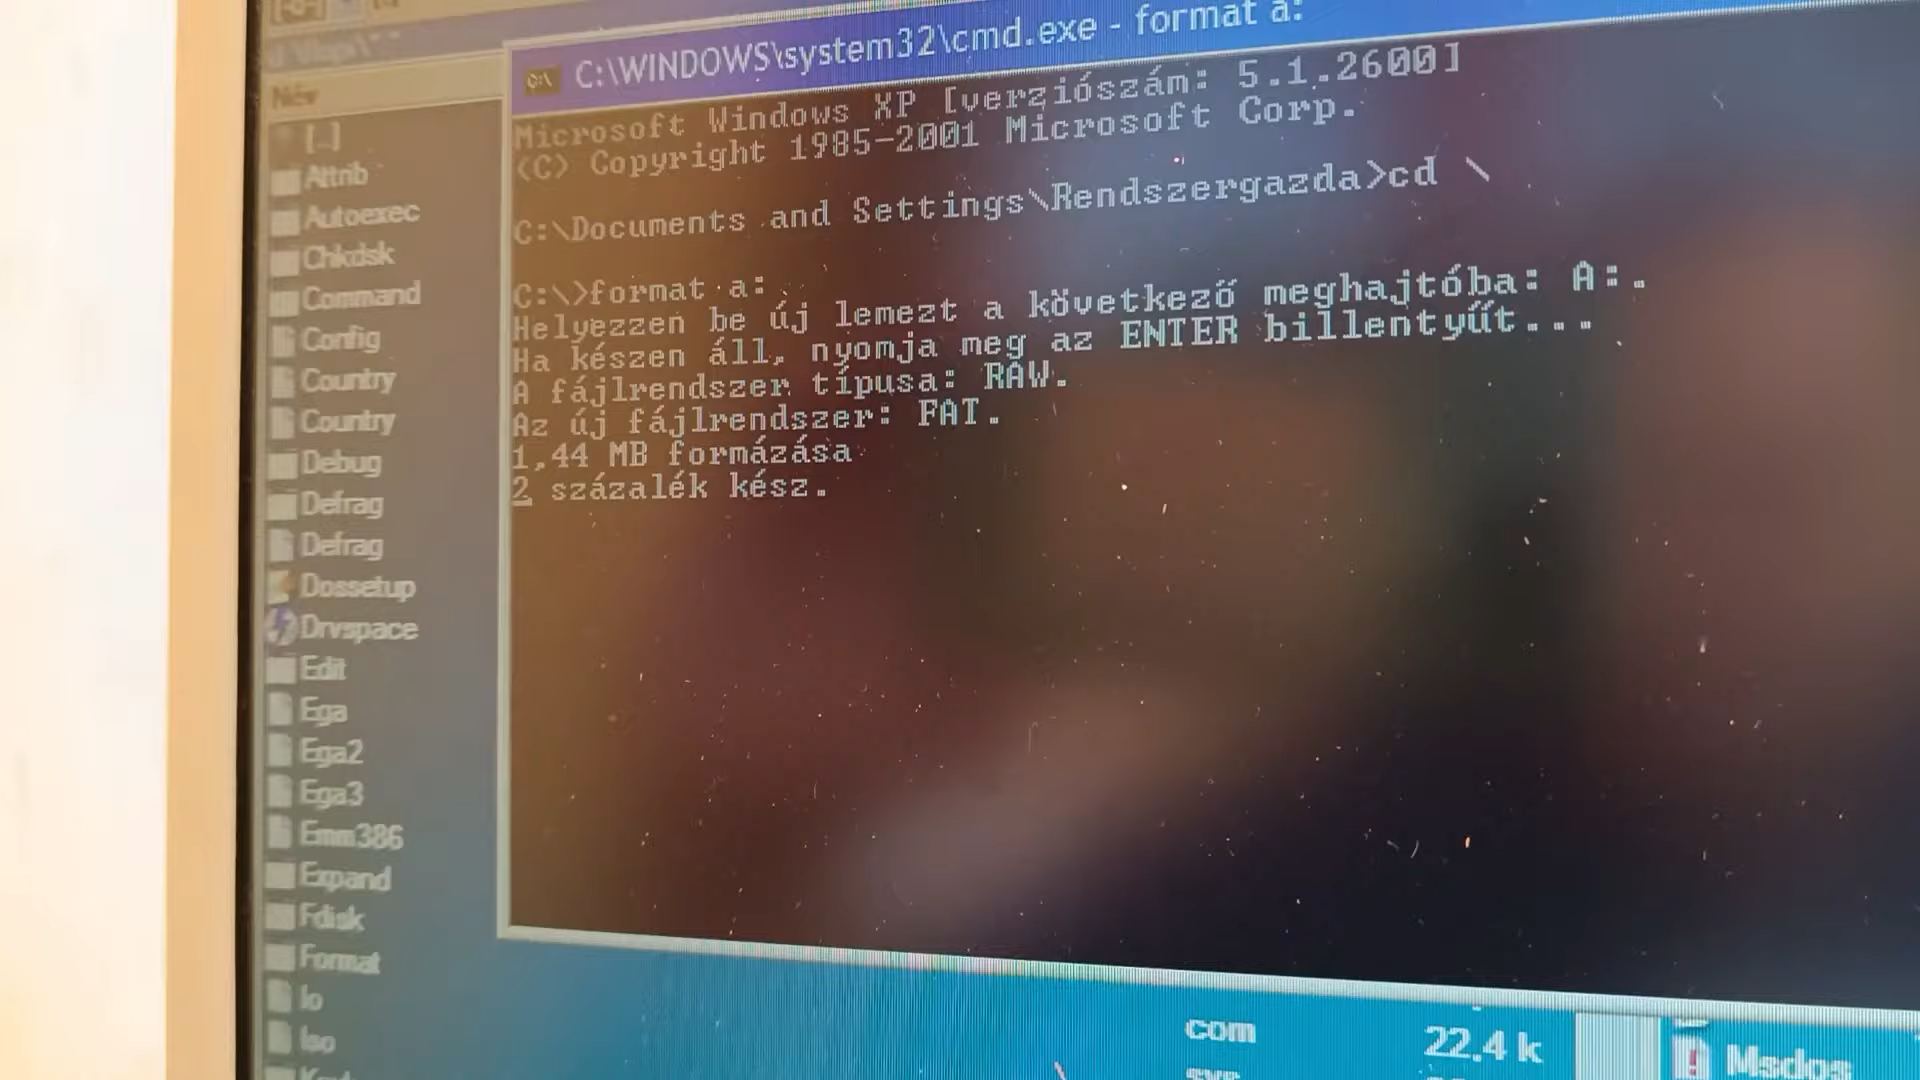 C:\WINDOWS\system32\cmd.exe - format a:
Microsoft Windows XP [verziószám: 5.1.2600]
(C) Copyright 1985-2001 Microsoft Corp.
C:\Documents and Settings\Rendszergazda>cd \
C:\>format a:
Helyezzen be új lemezt a következő meghajtóba: A:.
Ha készen áll, nyomja meg az ENTER billentyűt...
A fájlrendszer típusa: RAW.
Az új fájlrendszer: FAT.
1,44 MB formázása
2 százalék kész.
Név
[..]
Attrib
Autoexec
Chkdsk
Command
Config
Country
Country
Debug
Defrag
Defrag
Dossetup
Drvspace
Edit
Ega
Ega2
Ega3
Emm386
Expand
Fdisk
Format
Io
Iso
com 22.4 k
Msdos